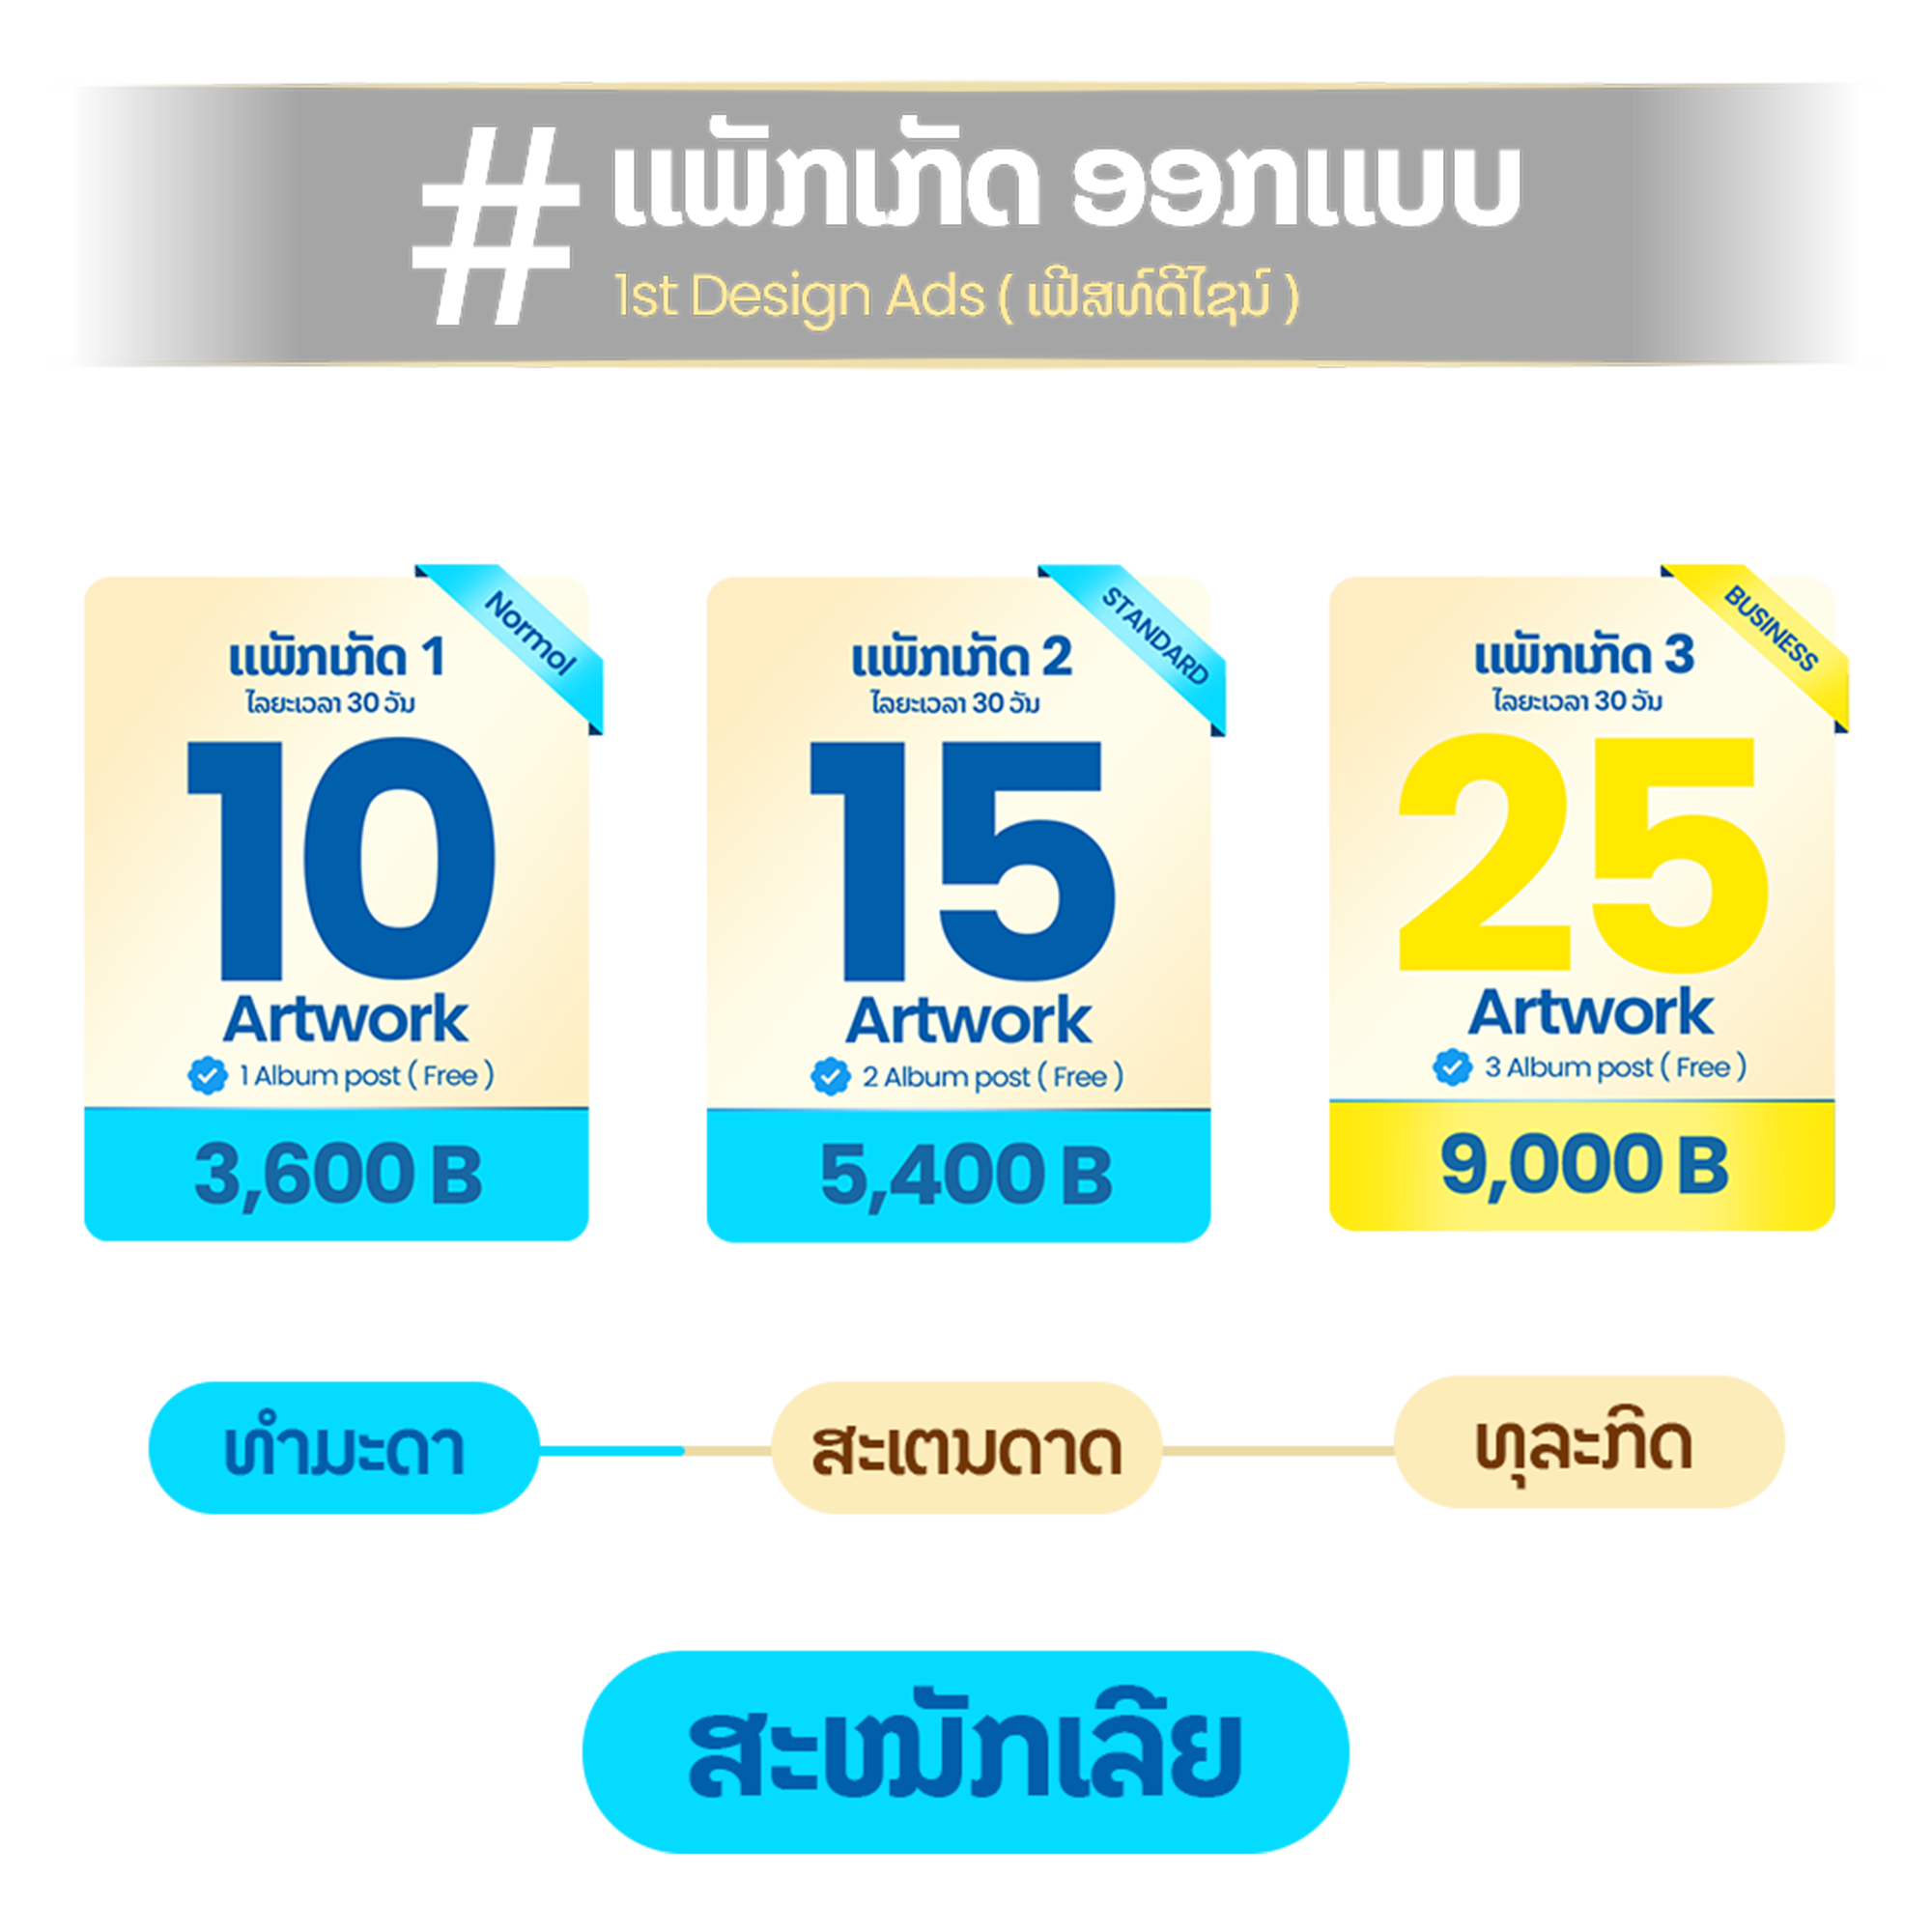 # ແພັກເກັດ ອອກແບບ
1st Design Ads ( ເຟີສທ໌ດີໄຊນ໌ )
Normol
ແພັກເກັດ 1
ໄລຍະເວລາ 30 ວັນ
10
Artwork
1 Album post ( Free )
3,600 B
STANDARD
ແພັກເກັດ 2
ໄລຍະເວລາ 30 ວັນ
15
Artwork
2 Album post ( Free )
5,400 B
BUSINESS
ແພັກເກັດ 3
ໄລຍະເວລາ 30 ວັນ
25
Artwork
3 Album post ( Free )
9,000 B
ທຳມະດາ
ສະເຕນດາດ
ທຸລະກິດ
ສະໝັກເລີຍ